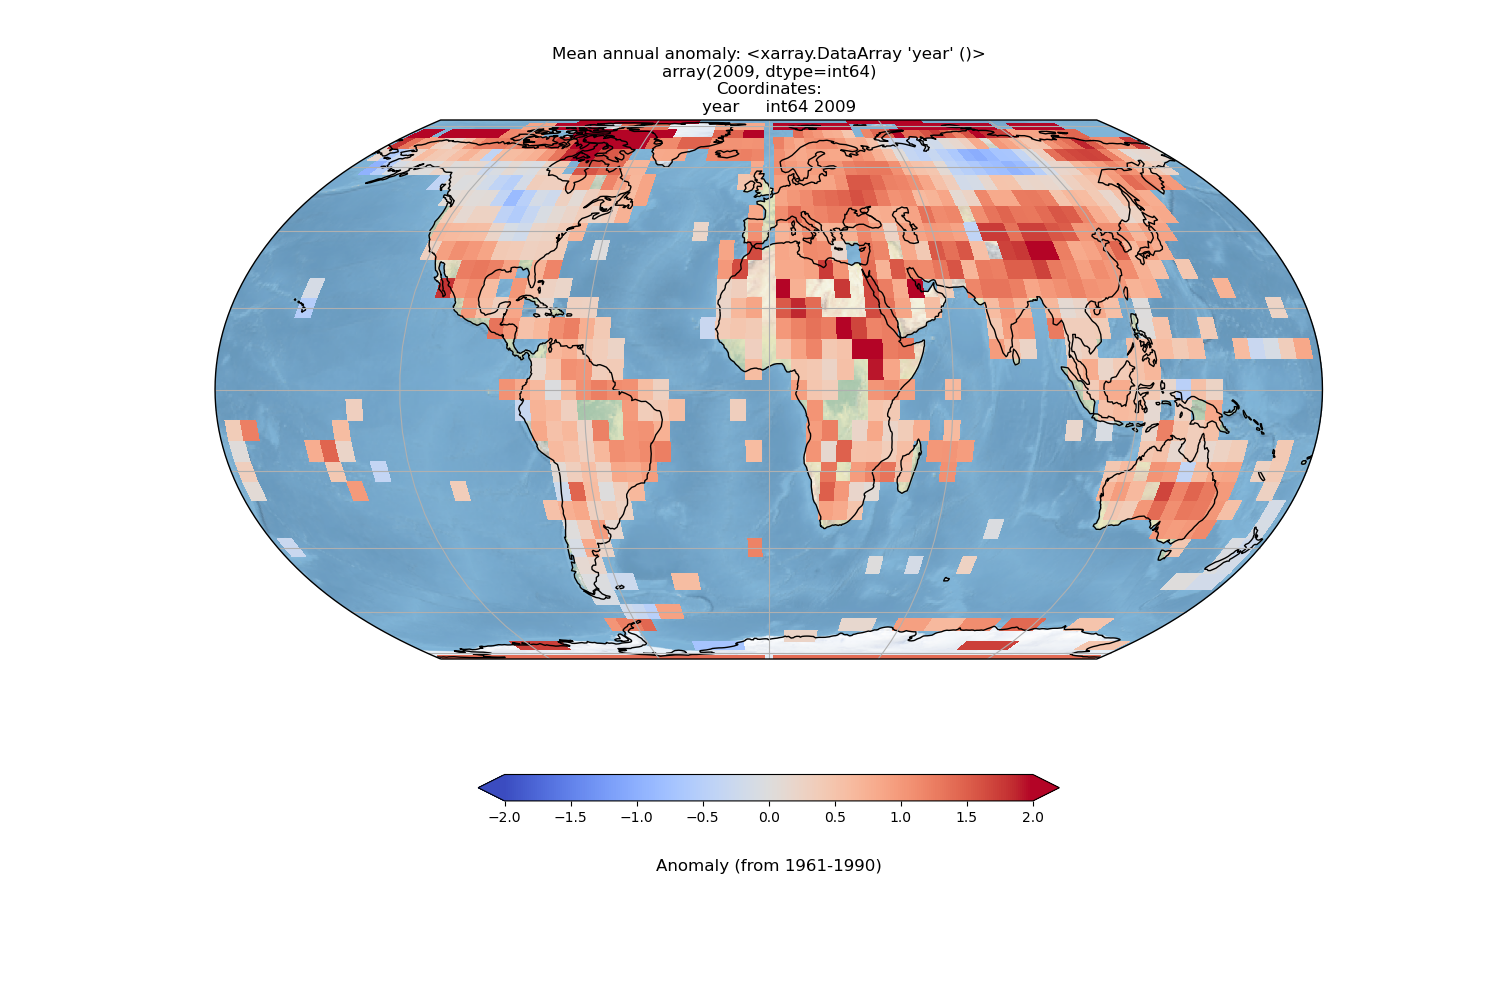 Mean annual anomaly: <xarray.DataArray 'year' ()>
array(2009, dtype=int64)
Coordinates:
year     int64 2009
−2.0 −1.5 −1.0 −0.5 0.0 0.5 1.0 1.5 2.0
Anomaly (from 1961-1990)